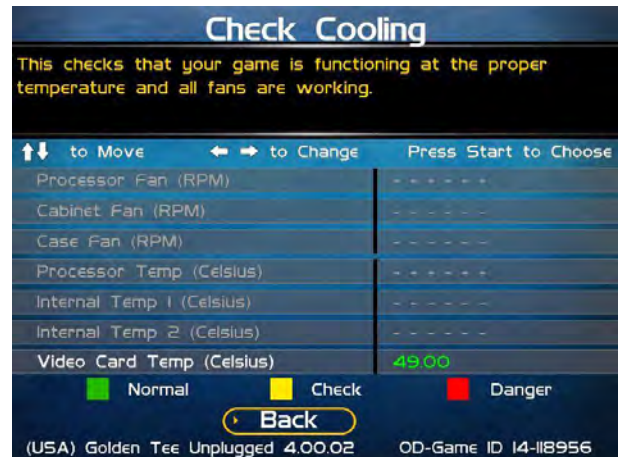 Check Cooling
This checks that your game is functioning at the proper
temperature and all fans are working.
to Move to Change Press Start to Choose
Processor Fan (RPM) - - - - - -
Cabinet Fan (RPM) - - - - - -
Case Fan (RPM) - - - - - -
Processor Temp (Celsius) - - - - - -
Internal Temp 1 (Celsius) - - - - - -
Internal Temp 2 (Celsius) - - - - - -
Video Card Temp (Celsius) 49.00
Normal Check Danger
Back
(USA) Golden Tee Unplugged 4.00.02 OD-Game ID 14-118956